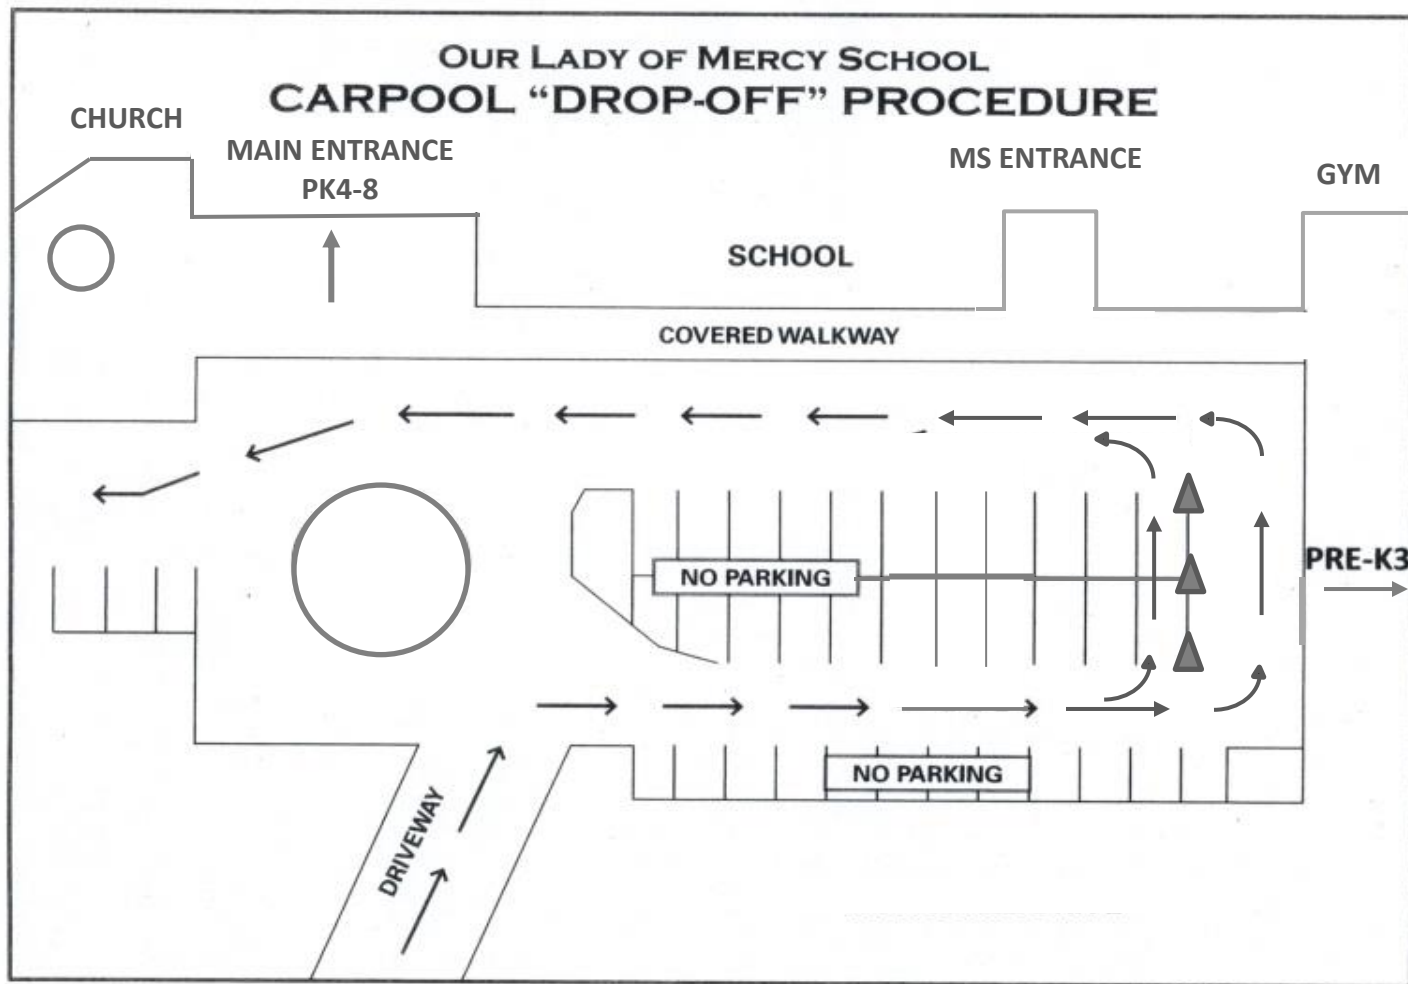 OUR LADY OF MERCY SCHOOL
CARPOOL “DROP-OFF” PROCEDURE
CHURCH
MAIN ENTRANCE
PK4-8
MS ENTRANCE
GYM
SCHOOL
COVERED WALKWAY
NO PARKING
PRE-K3
NO PARKING
DRIVEWAY